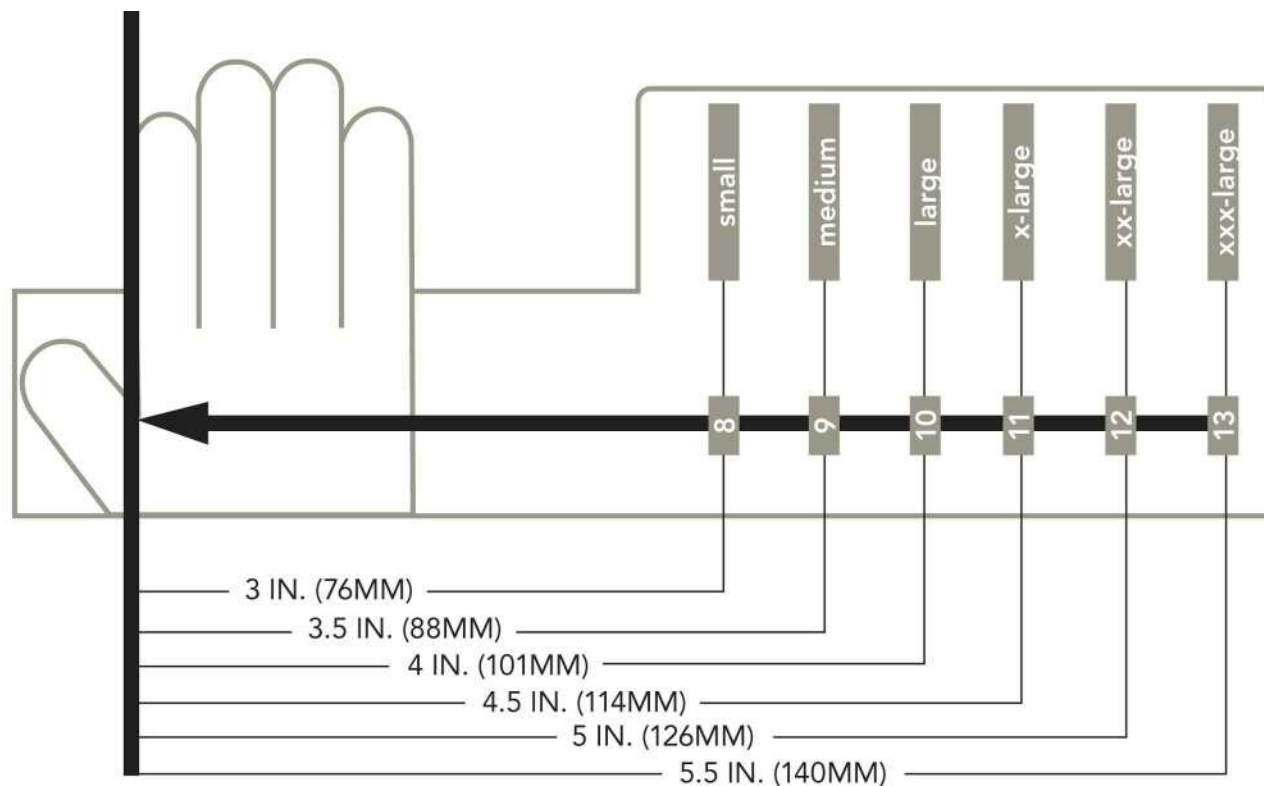 small
medium
large
x-large
xx-large
xxx-large
8
9
10
11
12
13
3 IN. (76MM)
3.5 IN. (88MM)
4 IN. (101MM)
4.5 IN. (114MM)
5 IN. (126MM)
5.5 IN. (140MM)